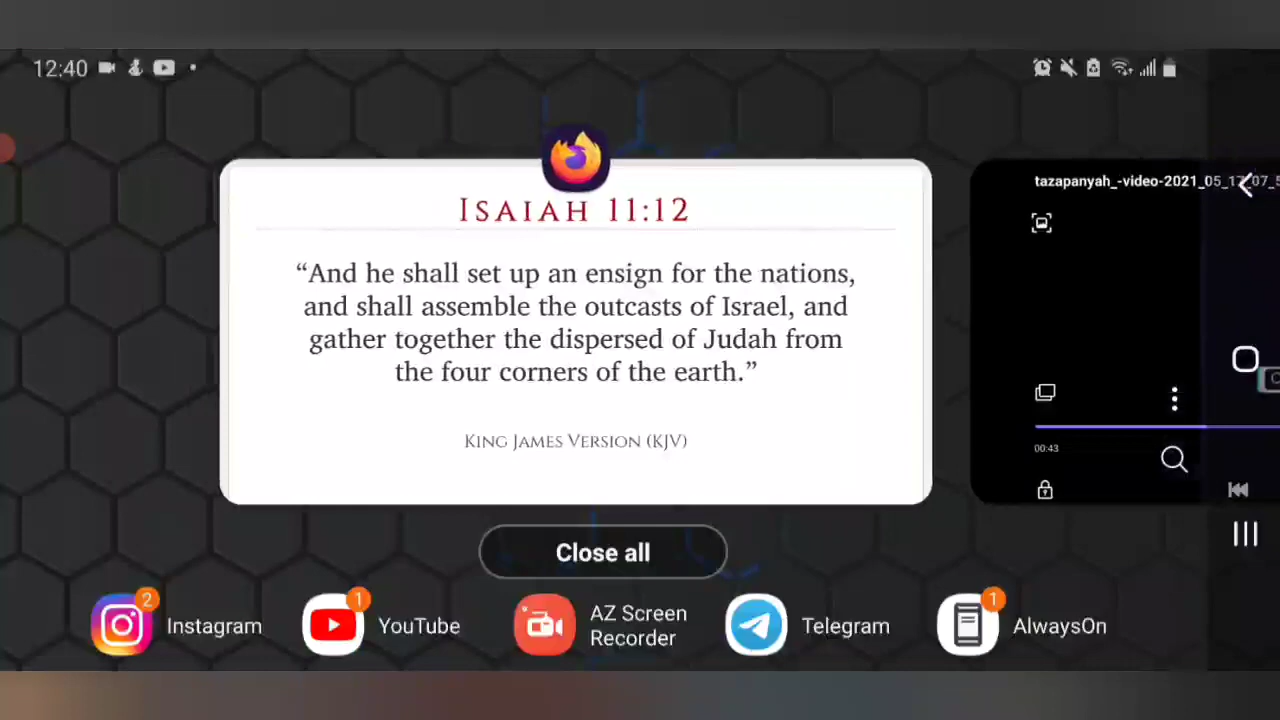 12:40
tazapanyah_-video-2021_05_17_07_5
ISAIAH 11:12
“And he shall set up an ensign for the nations,
and shall assemble the outcasts of Israel, and
gather together the dispersed of Judah from
the four corners of the earth.”
KING JAMES VERSION (KJV)
00:43
Close all
2
Instagram
1
YouTube
AZ Screen
Recorder
Telegram
1
AlwaysOn